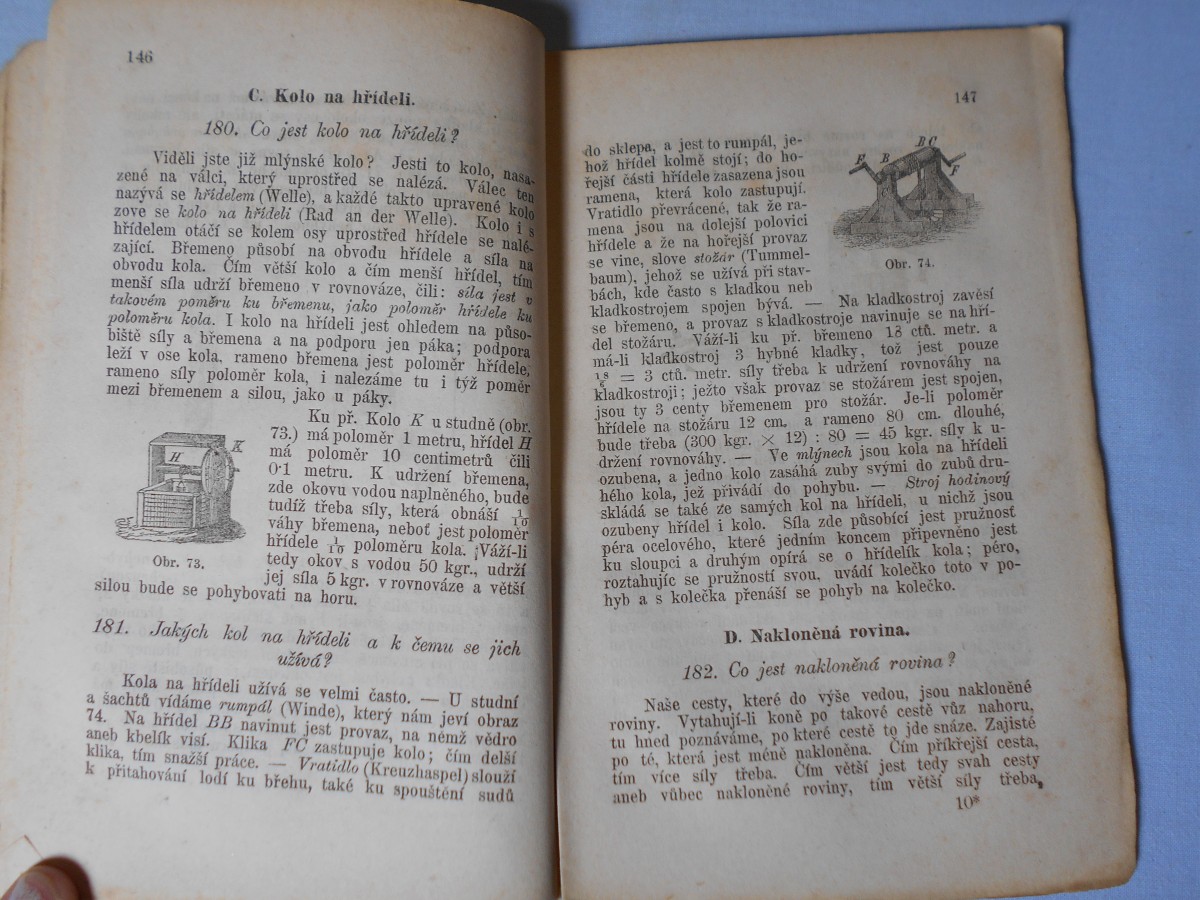 146
C. Kolo na hřídeli.
180. Co jest kolo na hřídeli?
Viděli jste již mlýnské kolo? Jesti to kolo, nasa-
zené na válci, který uprostřed se nalézá. Válec ten
nazývá se hřídelem (Welle), a každé takto upravené kolo
zove se kolo na hřídeli (Rad an der Welle). Kolo i s
hřídelem otáčí se kolem osy uprostřed hřídele se nalé-
zající. Břemeno působí na obvodu hřídele a síla na
obvodu kola. Čím větší kolo a čím menší hřídel, tím
menší síla udrží břemeno v rovnováze, čili: síla jest v
takovém poměru ku břemenu, jako poloměr hřídele ku
poloměru kola. I kolo na hřídeli jest ohledem na půso-
biště síly a břemena a na podporu jen páka; podpora
leží v ose kola, rameno břemena jest poloměr hřídele,
rameno síly poloměr kola, i nalezáme tu i týž poměr
mezi břemenem a silou, jako u páky.
Ku př. Kolo K u studně (obr.
73.) má poloměr 1 metru, hřídel H
má poloměr 10 centimetrů čili
0·1 metru. K udržení břemena,
zde okovu vodou naplněného, bude
tudíž třeba síly, která obnáší 1/10
váhy břemena, neboť jest poloměr
hřídele 1/10 poloměru kola. Váží-li
tedy okov s vodou 50 kgr., udrží
jej síla 5 kgr. v rovnováze a větší
silou bude se pohybovati na horu.
H
K
Obr. 73.
181. Jakých kol na hřídeli a k čemu se jich
užívá?
Kola na hřídeli užívá se velmi často. — U studní
a šachtů vídáme rumpál (Winde), který nám jeví obraz
74. Na hřídel BB navinut jest provaz, na němž vědro
aneb kbelík visí. Klika FC zastupuje kolo; čím delší
klika, tím snažší práce. — Vratidlo (Kreuzhaspel) slouží
k přitahování lodí ku břehu, také ku spouštění sudů
147
do sklepa, a jest to rumpál, je-
hož hřídel kolmě stojí; do ho-
řejší části hřídele zasazena jsou
ramena, která kolo zastupují.
Vratidlo převrácené, tak že ra-
mena jsou na dolejší polovici
hřídele a že na hořejší provaz
se vine, slove stožár (Tummel-
baum), jehož se užívá při stav-
bách, kde často s kladkou neb
kladkostrojem spojen bývá. — Na kladkostroj zavěsí
se břemeno, a provaz s kladkostroje navinuje se na hří-
del stožáru. Váží-li ku př. břemeno 18 ctů. metr. a
má-li kladkostroj 3 hybné kladky, tož jest pouze
18/6 = 3 ctů. metr. síly třeba k udržení rovnováhy na
kladkostroji; ježto však provaz se stožárem jest spojen,
jsou ty 3 centy břemenem pro stožár. Je-li poloměr
hřídele na stožáru 12 cm. a rameno 80 cm. dlouhé,
bude třeba (300 kgr. × 12) : 80 = 45 kgr. síly k u-
držení rovnováhy. — Ve mlýnech jsou kola na hřídeli
ozubena, a jedno kolo zasáhá zuby svými do zubů dru-
hého kola, jež přivádí do pohybu. — Stroj hodinový
skládá se také ze samých kol na hřídeli, u nichž jsou
ozubeny hřídel i kolo. Síla zde působící jest pružnost
péra ocelového, které jedním koncem připevněno jest
ku sloupci a druhým opírá se o hřídelík kola; péro,
roztahujíc se pružností svou, uvádí kolečko toto v po-
hyb a s kolečka přenáší se pohyb na kolečko.
F B B C F
Obr. 74.
D. Nakloněná rovina.
182. Co jest nakloněná rovina?
Naše cesty, které do výše vedou, jsou nakloněné
roviny. Vytahují-li koně po takové cestě vůz nahoru,
tu hned poznáváme, po které cestě to jde snáze. Zajisté
po té, která jest méně nakloněna. Čím příkřejší cesta,
tím více síly třeba. Čím větší jest tedy svah cesty
aneb vůbec nakloněné roviny, tím větší síly třeba,
10*